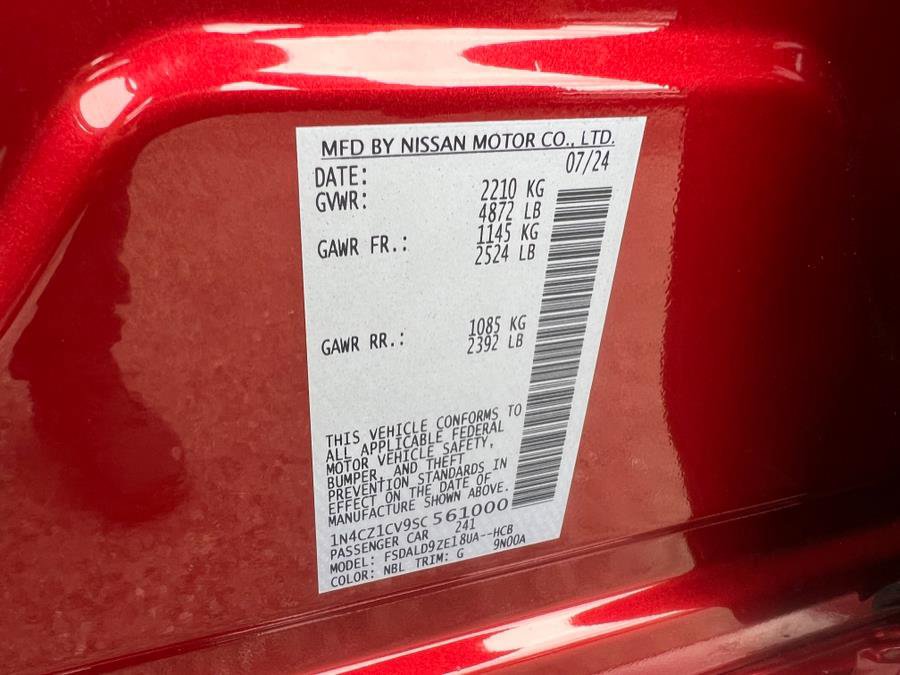 MFD BY NISSAN MOTOR CO., LTD.
DATE: 07/24
GVWR: 2210 KG
4872 LB
GAWR FR.: 1145 KG
2524 LB
GAWR RR.: 1085 KG
2392 LB
THIS VEHICLE CONFORMS TO
ALL APPLICABLE FEDERAL
MOTOR VEHICLE SAFETY,
BUMPER, AND THEFT
PREVENTION STANDARDS IN
EFFECT ON THE DATE OF
MANUFACTURE SHOWN ABOVE.
1N4CZ1CV9SC561000
PASSENGER CAR 241
MODEL: FSDALD9ZE18UA--HCB
COLOR: NBL TRIM: G 9N00A